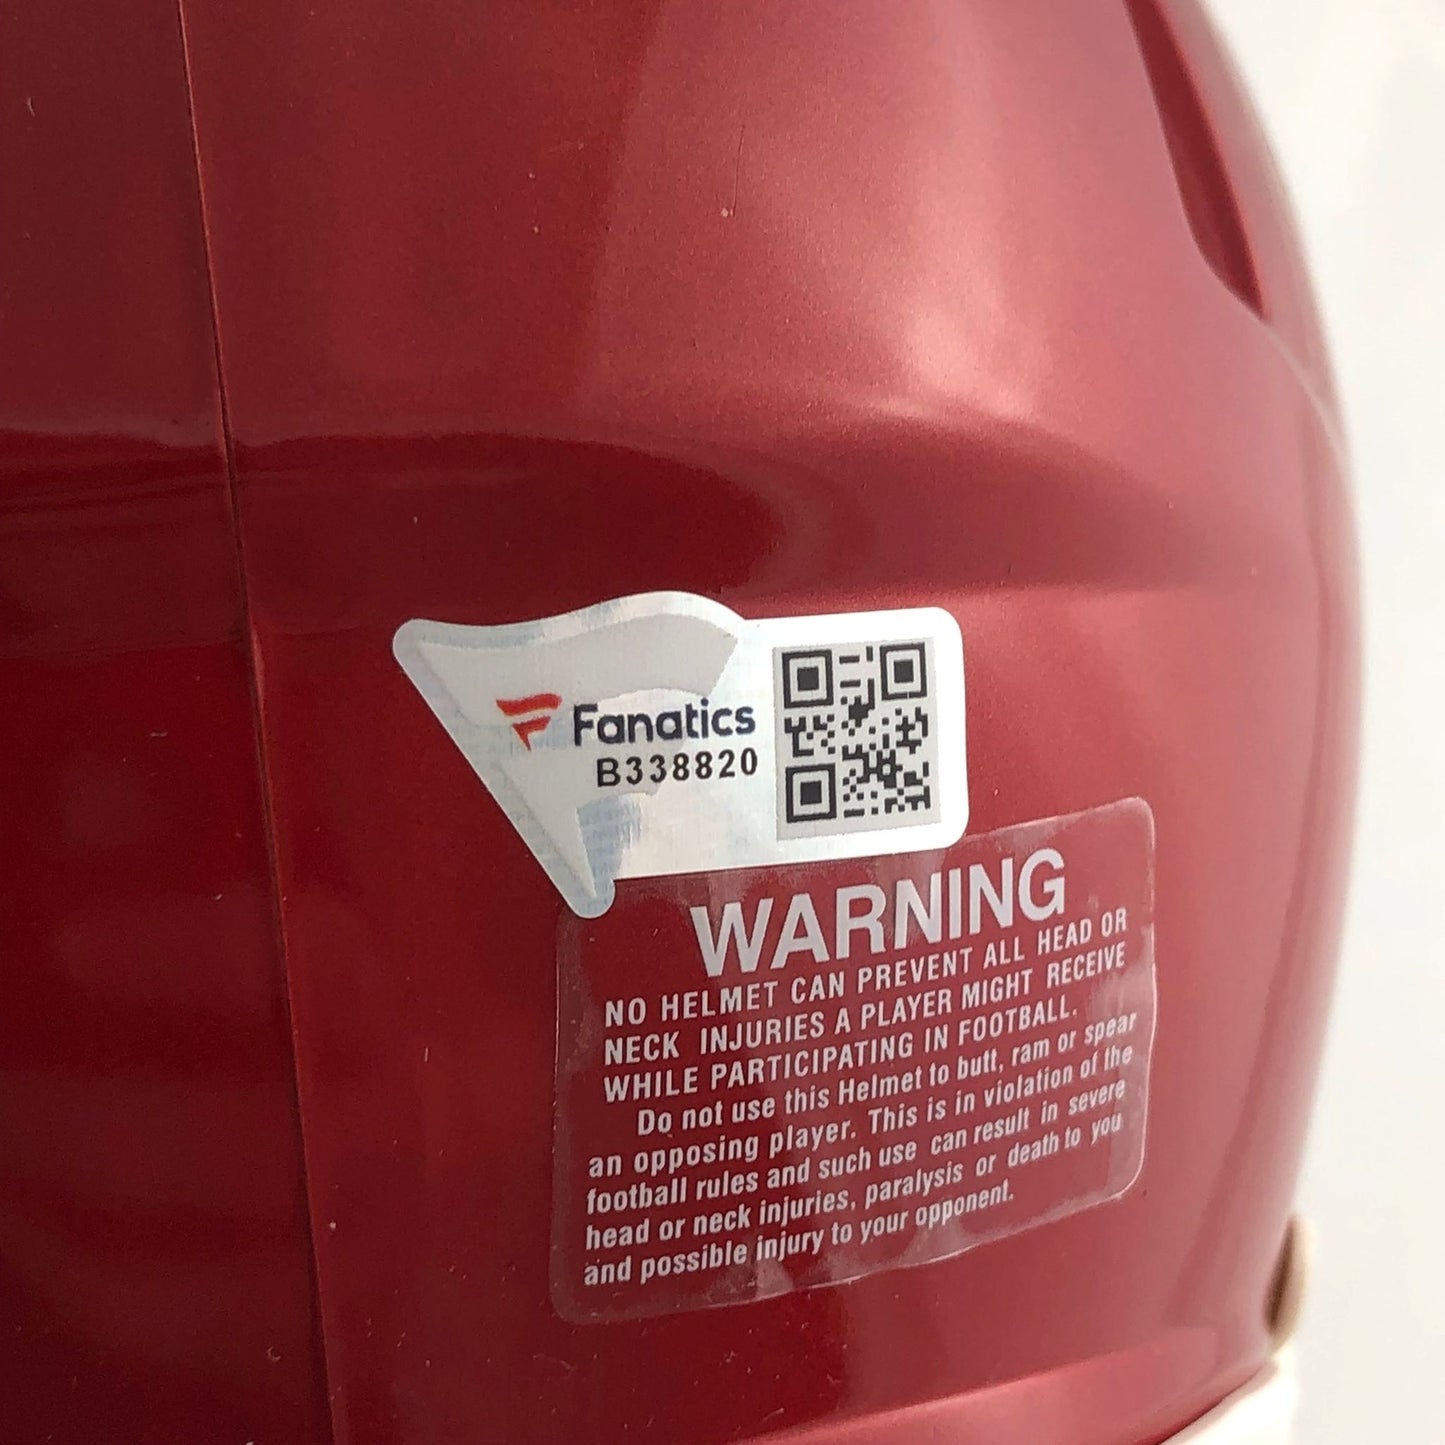 Fanatics
B338820
WARNING
NO HELMET CAN PREVENT ALL HEAD OR
NECK INJURIES A PLAYER MIGHT RECEIVE
WHILE PARTICIPATING IN FOOTBALL.
Do not use this Helmet to butt, ram or spear
an opposing player. This is in violation of the
football rules and such use can result in severe
head or neck injuries, paralysis or death to you
and possible injury to your opponent.